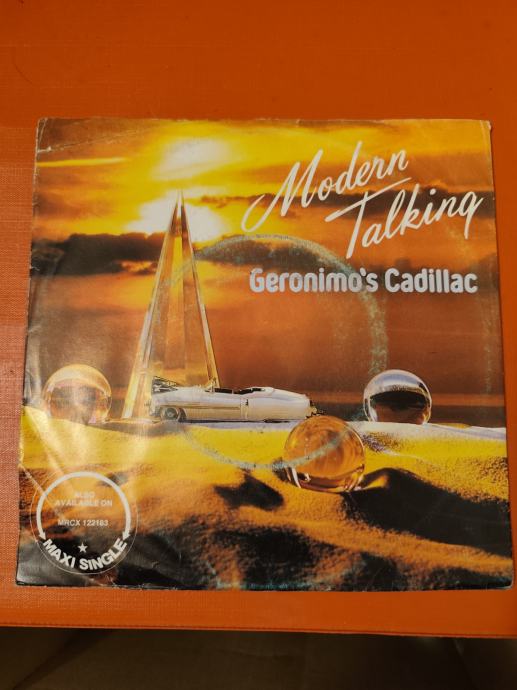 Modern
Talking
Geronimo's Cadillac
ALSO
AVAILABLE ON
MRCX 122183
MAXI SINGLE